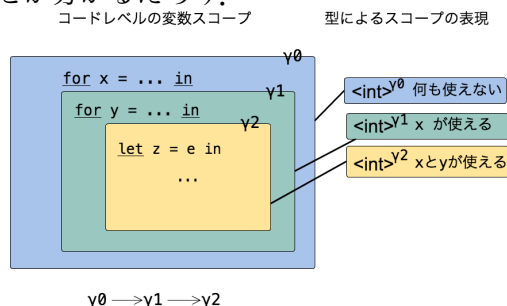 コードレベルの変数スコープ
型によるスコープの表現
γ0
for x = ... in
γ1
for y = ... in
γ2
let z = e in
...
<int>γ0 何も使えない
<int>γ1 x が使える
<int>γ2 xとyが使える
γ0 ⟶γ1 ⟶γ2